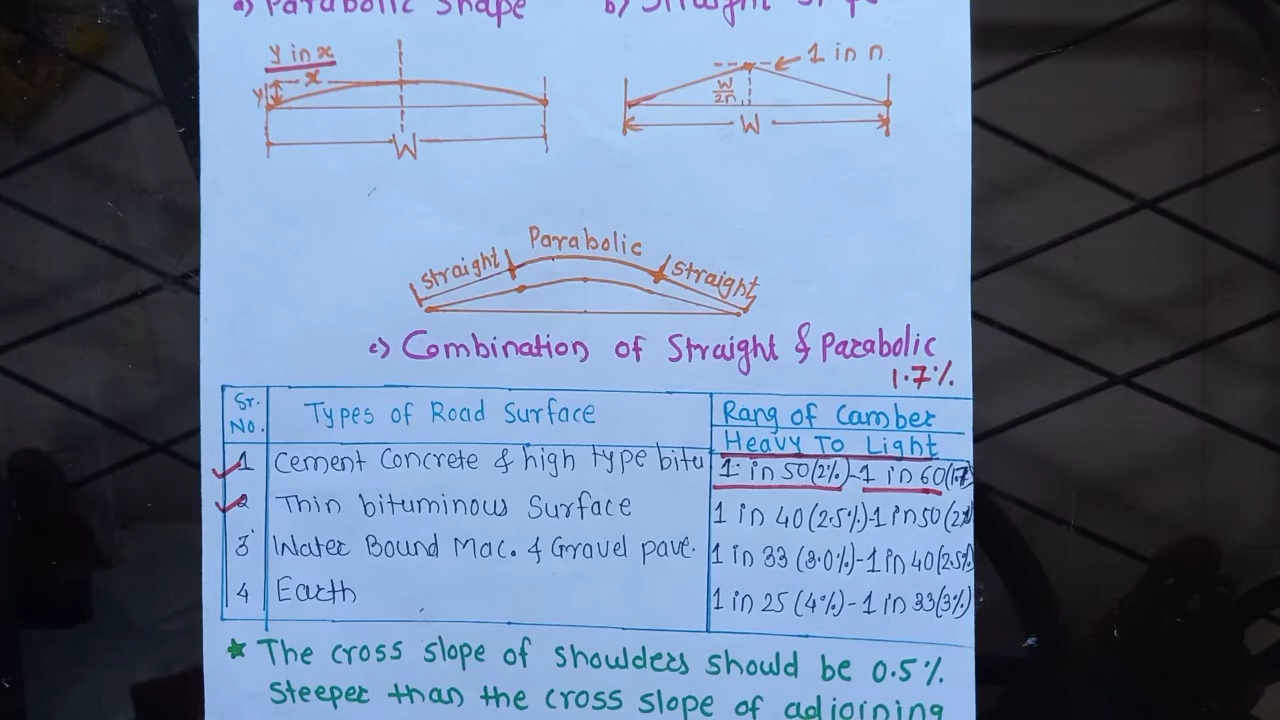 a) Parabolic Shape
b) Straight
y in x
x
y
W
1 in n
W
2n
W
Parabolic
straight
straight
c) Combination of Straight & Parabolic
1.7%
Sr. No.
Types of Road Surface
Rang of Camber
Heavy To Light
1 Cement Concrete & high type bitu 1 in 50(2%)-1 in 60(1.7
2 Thin bituminous Surface 1 in 40(2.5%)-1 in 50(2%)
3 Water Bound Mac. & Gravel pave. 1 in 33 (3.0%)-1 in 40(2.5%
4 Earth 1 in 25 (4%)-1 in 33(3%)
★ The cross slope of shoulders should be 0.5%
steeper than the cross slope of adjoining